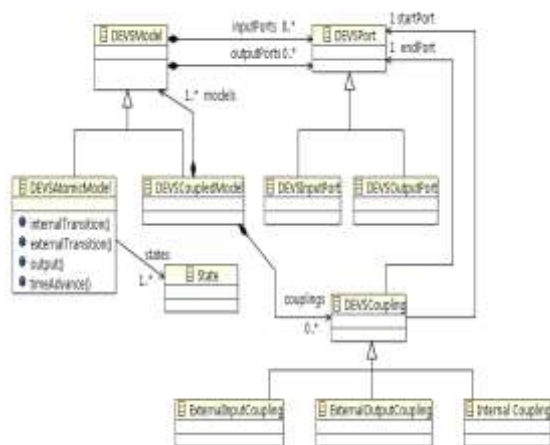 DEVSModel
inputPorts 0..*
outputPorts 0..*
DEVSPort
1 startPort
1 endPort
1..* models
DEVSAtomicModel
internalTransition()
externalTransition()
output()
timeAdvance()
DEVSCoupledModel
DEVSInputPort
DEVSOutputPort
states
1..*
State
couplings
0..*
DEVSCoupling
ExternalInputCoupling
ExternalOutputCoupling
Internal Coupling